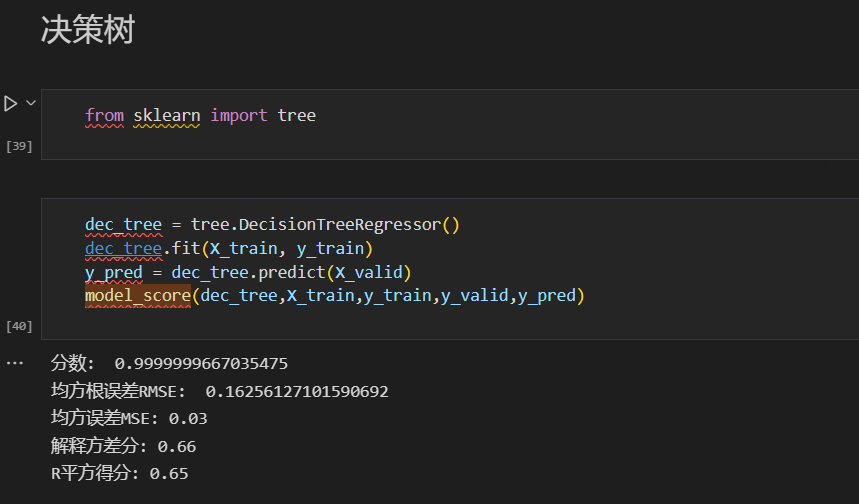 决策树
from sklearn import tree
[39]
dec_tree = tree.DecisionTreeRegressor()
dec_tree.fit(X_train, y_train)
y_pred = dec_tree.predict(X_valid)
model_score(dec_tree,X_train,y_train,y_valid,y_pred)
[40]
分数:  0.9999999667035475
均方根误差RMSE:  0.16256127101590692
均方误差MSE: 0.03
解释方差分: 0.66
R平方得分: 0.65